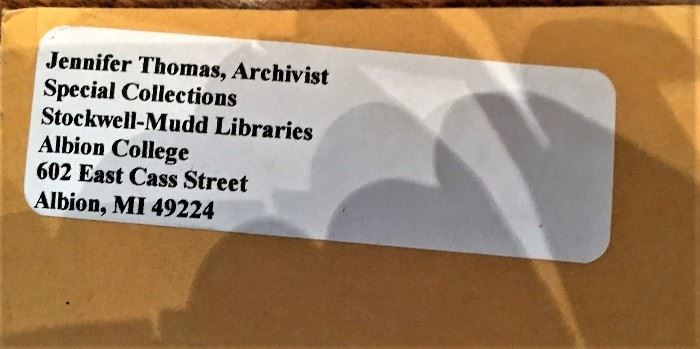 Jennifer Thomas, Archivist
Special Collections
Stockwell-Mudd Libraries
Albion College
602 East Cass Street
Albion, MI 49224